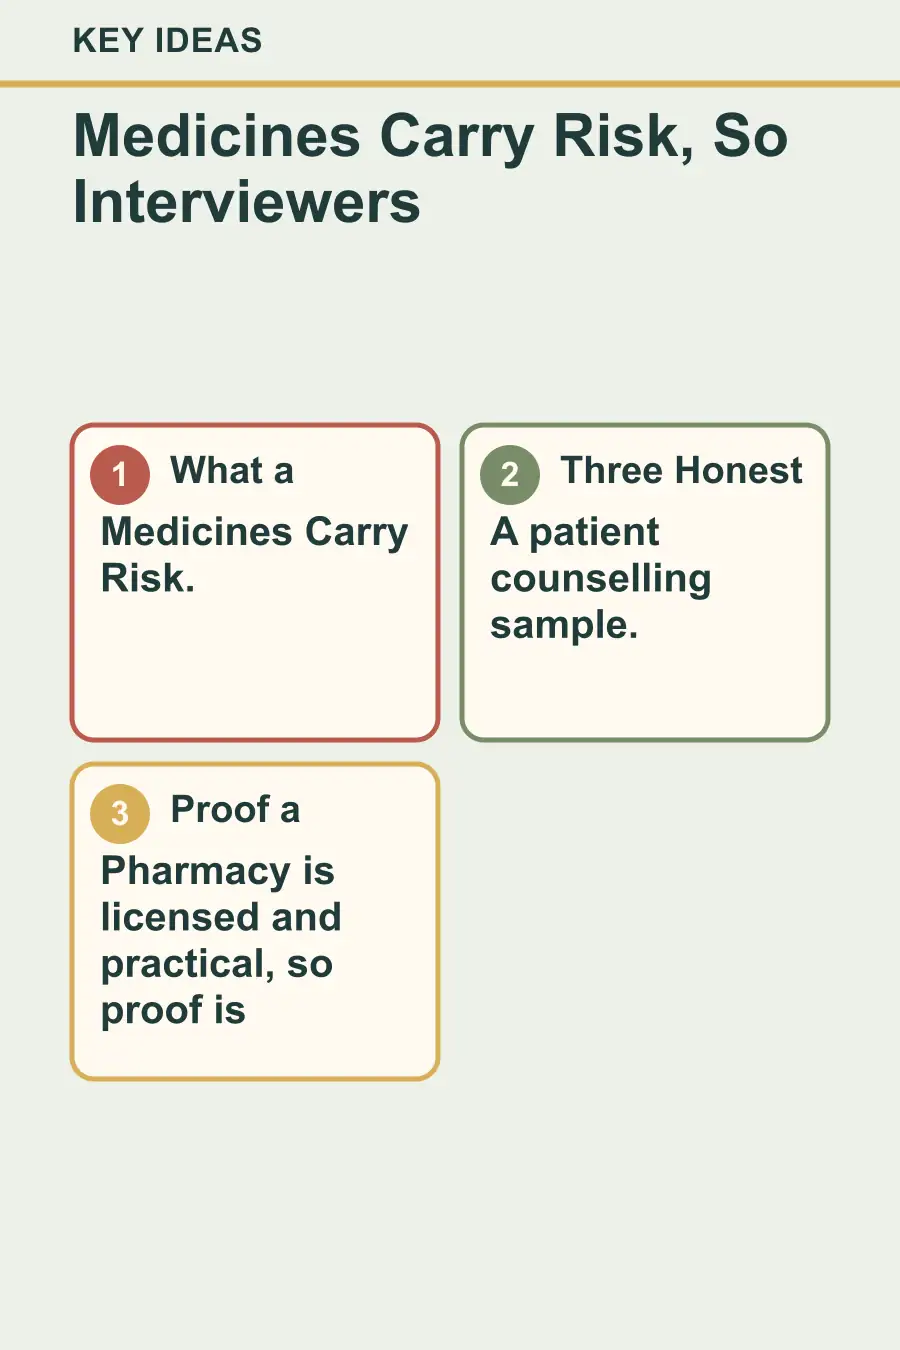 KEY IDEAS
Medicines Carry Risk, So
Interviewers
1 What a
Medicines Carry
Risk.
2 Three Honest
A patient
counselling
sample.
3 Proof a
Pharmacy is
licensed and
practical, so
proof is